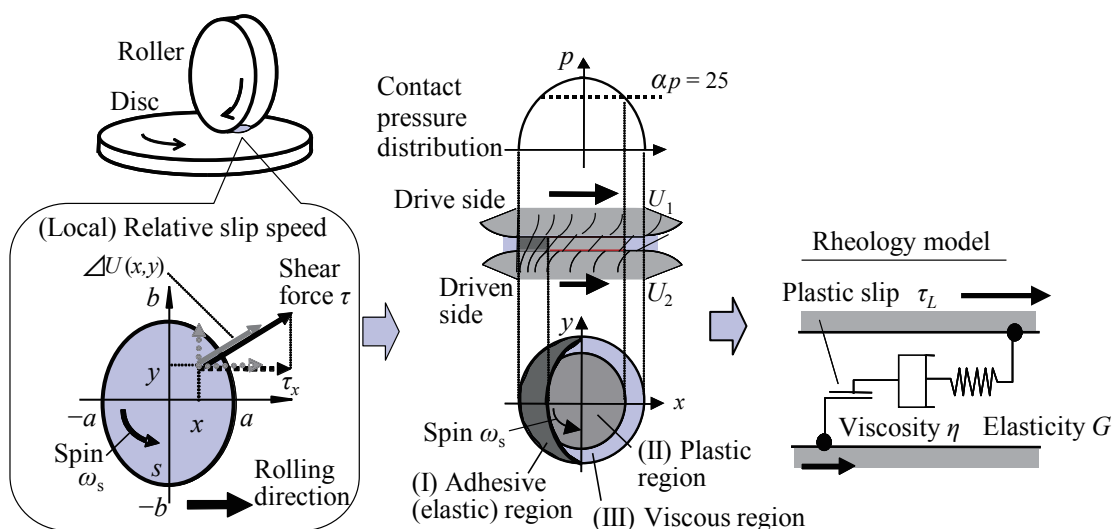 Roller
Disc
(Local) Relative slip speed
⊿U(x,y)
b
Shear
force τ
y
τx
−a
x
a
Spin
ωs
s
−b
Rolling
direction
p
αp = 25
Contact
pressure
distribution
Drive side
U1
Driven
side
U2
y
x
Spin ωs
(I) Adhesive
(elastic) region
(II) Plastic
region
(III) Viscous region
Rheology model
Plastic slip τL
Viscosity η
Elasticity G